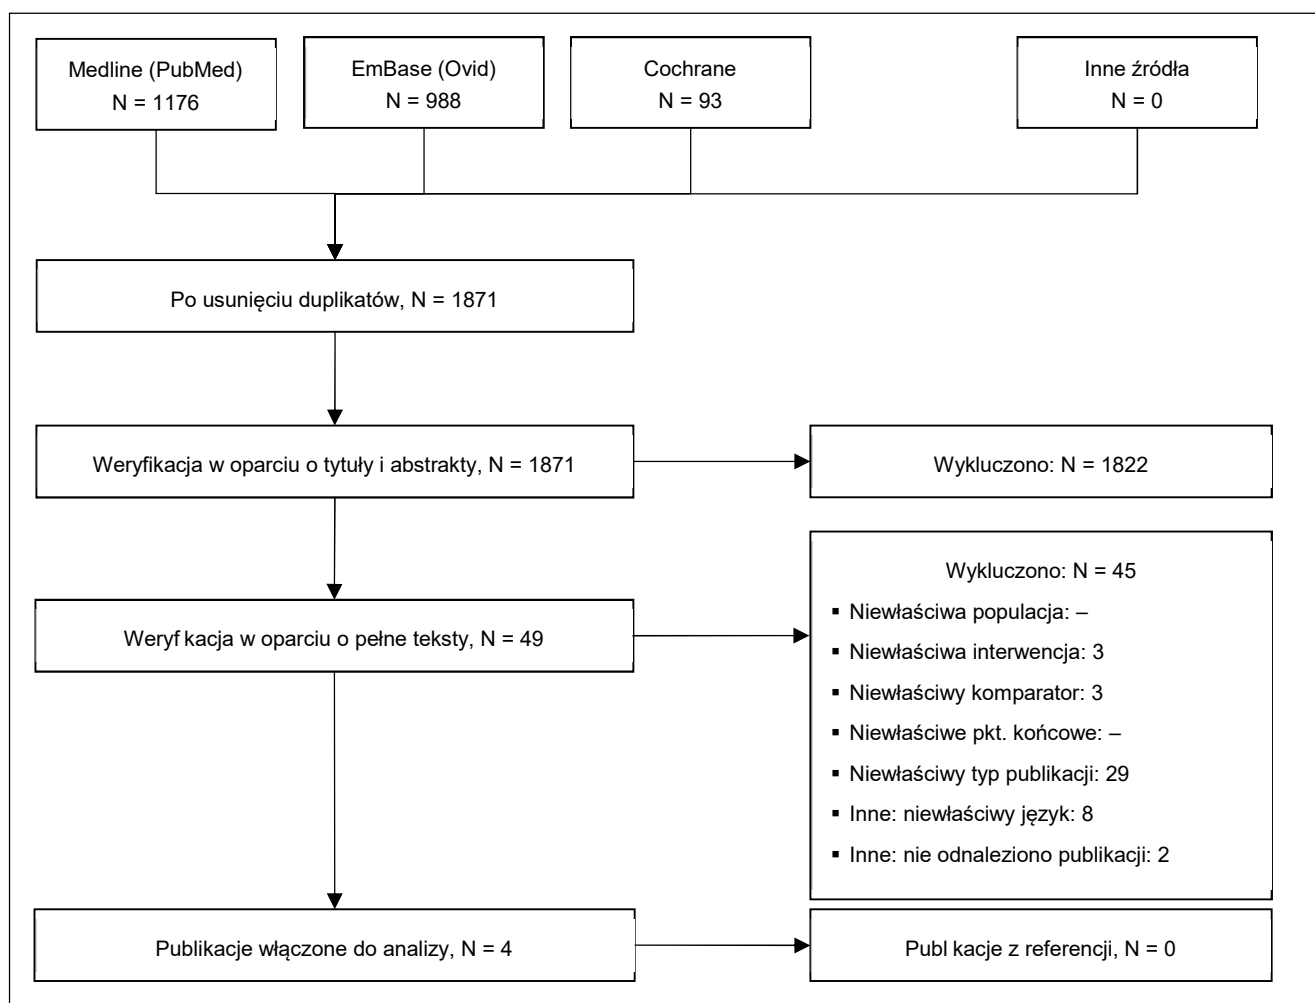 Medline (PubMed)
N = 1176
EmBase (Ovid)
N = 988
Cochrane
N = 93
Inne źródła
N = 0
Po usunięciu duplikatów, N = 1871
Weryfikacja w oparciu o tytuły i abstrakty, N = 1871
Wykluczono: N = 1822
Weryf kacja w oparciu o pełne teksty, N = 49
Wykluczono: N = 45
▪ Niewłaściwa populacja: –
▪ Niewłaściwa interwencja: 3
▪ Niewłaściwy komparator: 3
▪ Niewłaściwe pkt. końcowe: –
▪ Niewłaściwy typ publikacji: 29
▪ Inne: niewłaściwy język: 8
▪ Inne: nie odnaleziono publikacji: 2
Publikacje włączone do analizy, N = 4
Publ kacje z referencji, N = 0